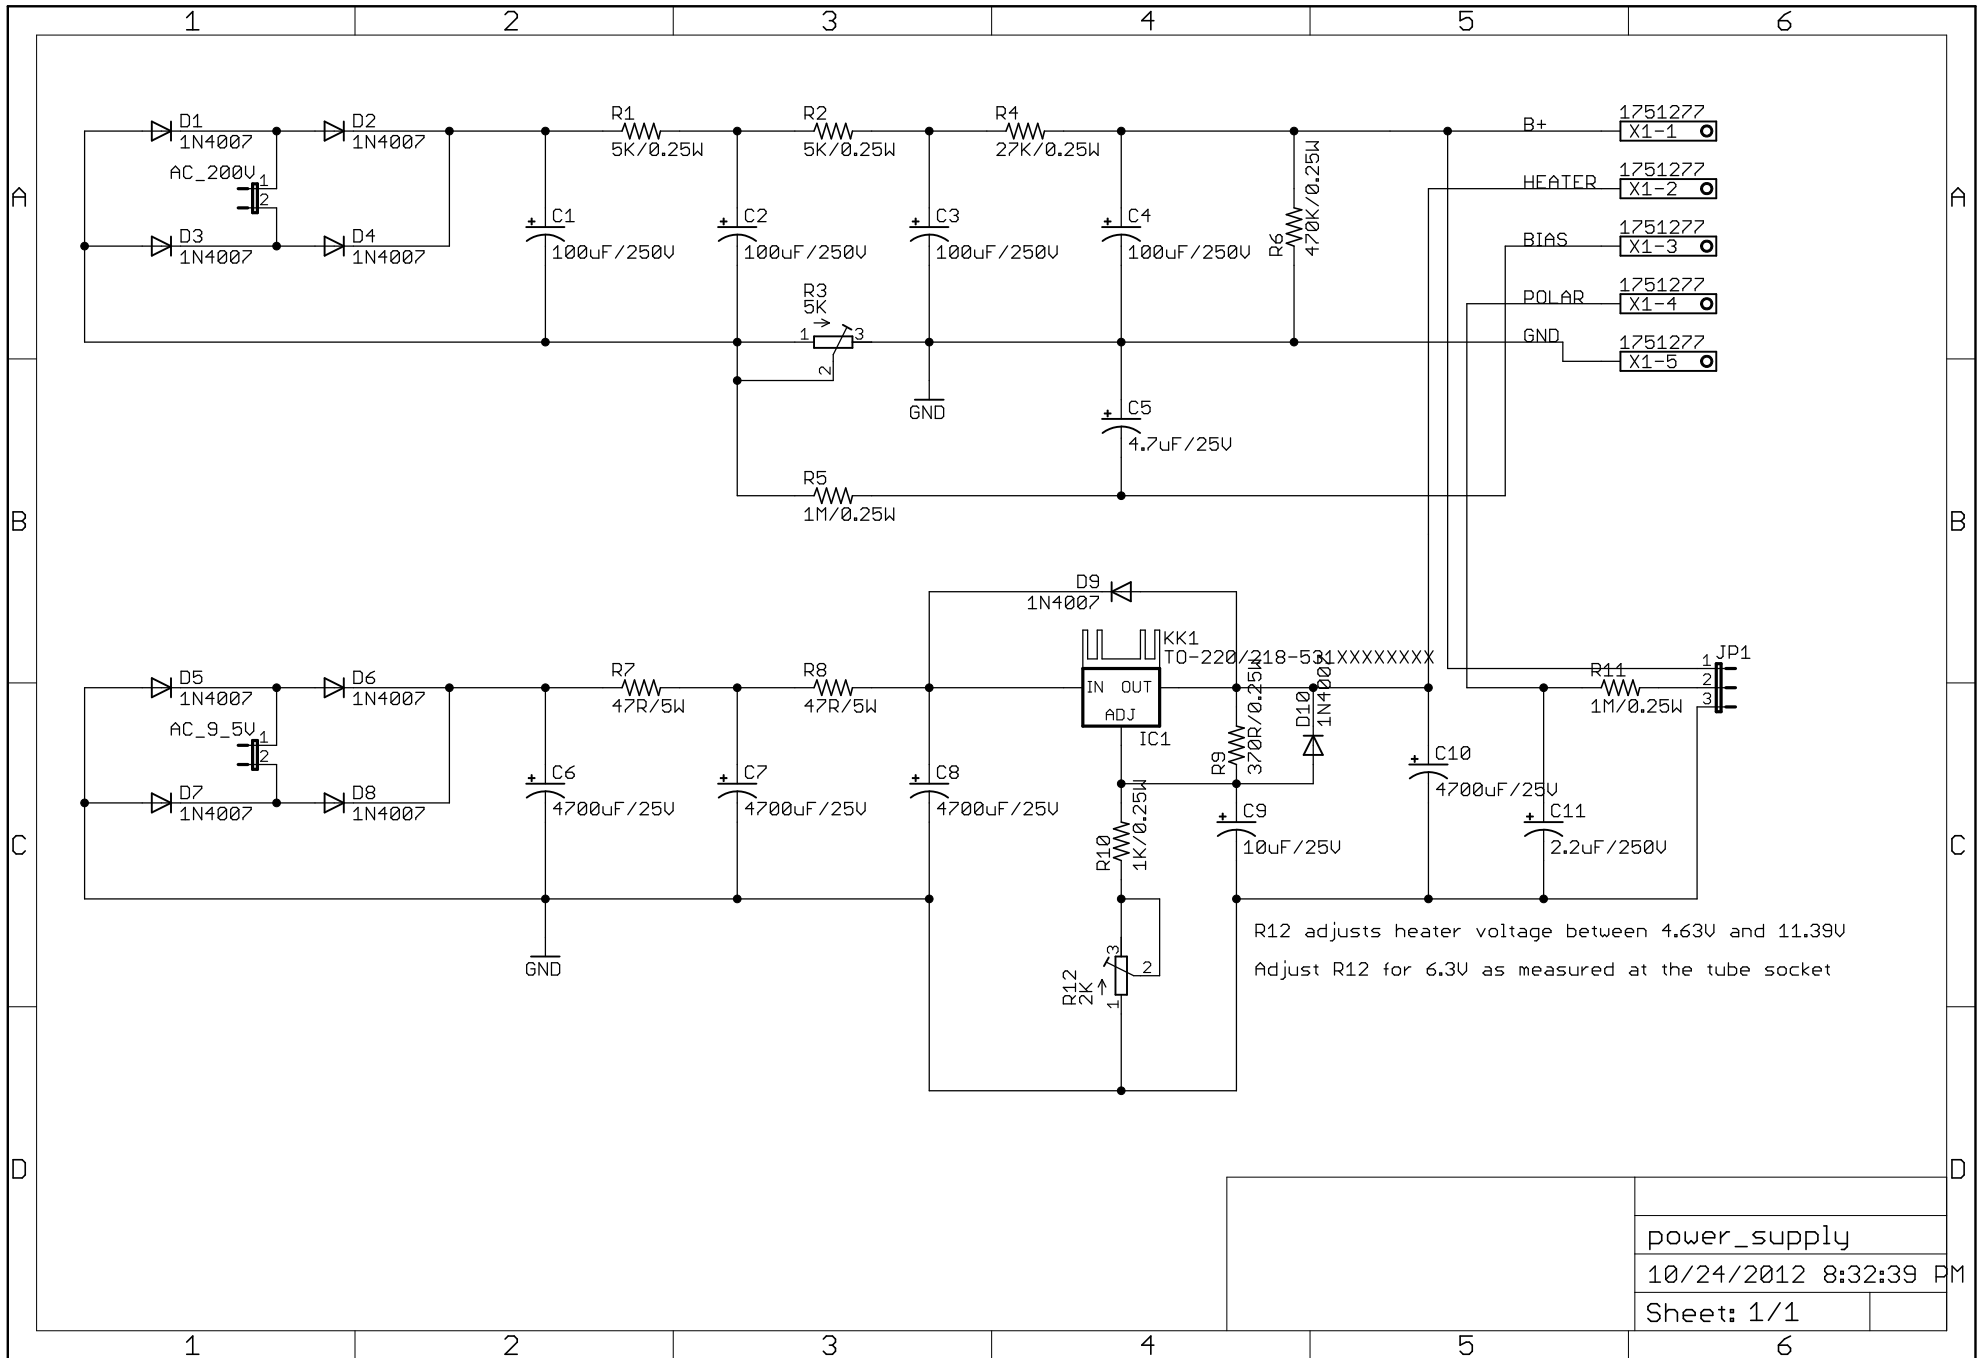 1 2 3 4 5 6
A
A
B
B
C
C
D
D
D1
1N4007
D2
1N4007
AC_200V
1
2
D3
1N4007
D4
1N4007
C1
100uF/250V
R1
5K/0.25W
C2
100uF/250V
R2
5K/0.25W
C3
100uF/250V
R4
27K/0.25W
C4
100uF/250V
R6
470K/0.25W
R3
5K
1
3
2
GND
C5
4.7uF/25V
R5
1M/0.25W
B+
1751277
X1-1
HEATER
1751277
X1-2
BIAS
1751277
X1-3
POLAR
1751277
X1-4
GND
1751277
X1-5
D9
1N4007
KK1
TO-220/218-531XXXXXXXX
D5
1N4007
D6
1N4007
AC_9_5V
1
2
D7
1N4007
D8
1N4007
C6
4700uF/25V
R7
47R/5W
C7
4700uF/25V
R8
47R/5W
C8
4700uF/25V
IN OUT
ADJ
IC1
R9
370R/0.25W
D10
1N4007
R10
1K/0.25W
C9
10uF/25V
C10
4700uF/25V
C11
2.2uF/250V
R11
1M/0.25W
JP1
1
2
3
GND
R12
2K
3
2
1
R12 adjusts heater voltage between 4.63V and 11.39V
Adjust R12 for 6.3V as measured at the tube socket
power_supply
10/24/2012 8:32:39 PM
Sheet: 1/1
1 2 3 4 5 6